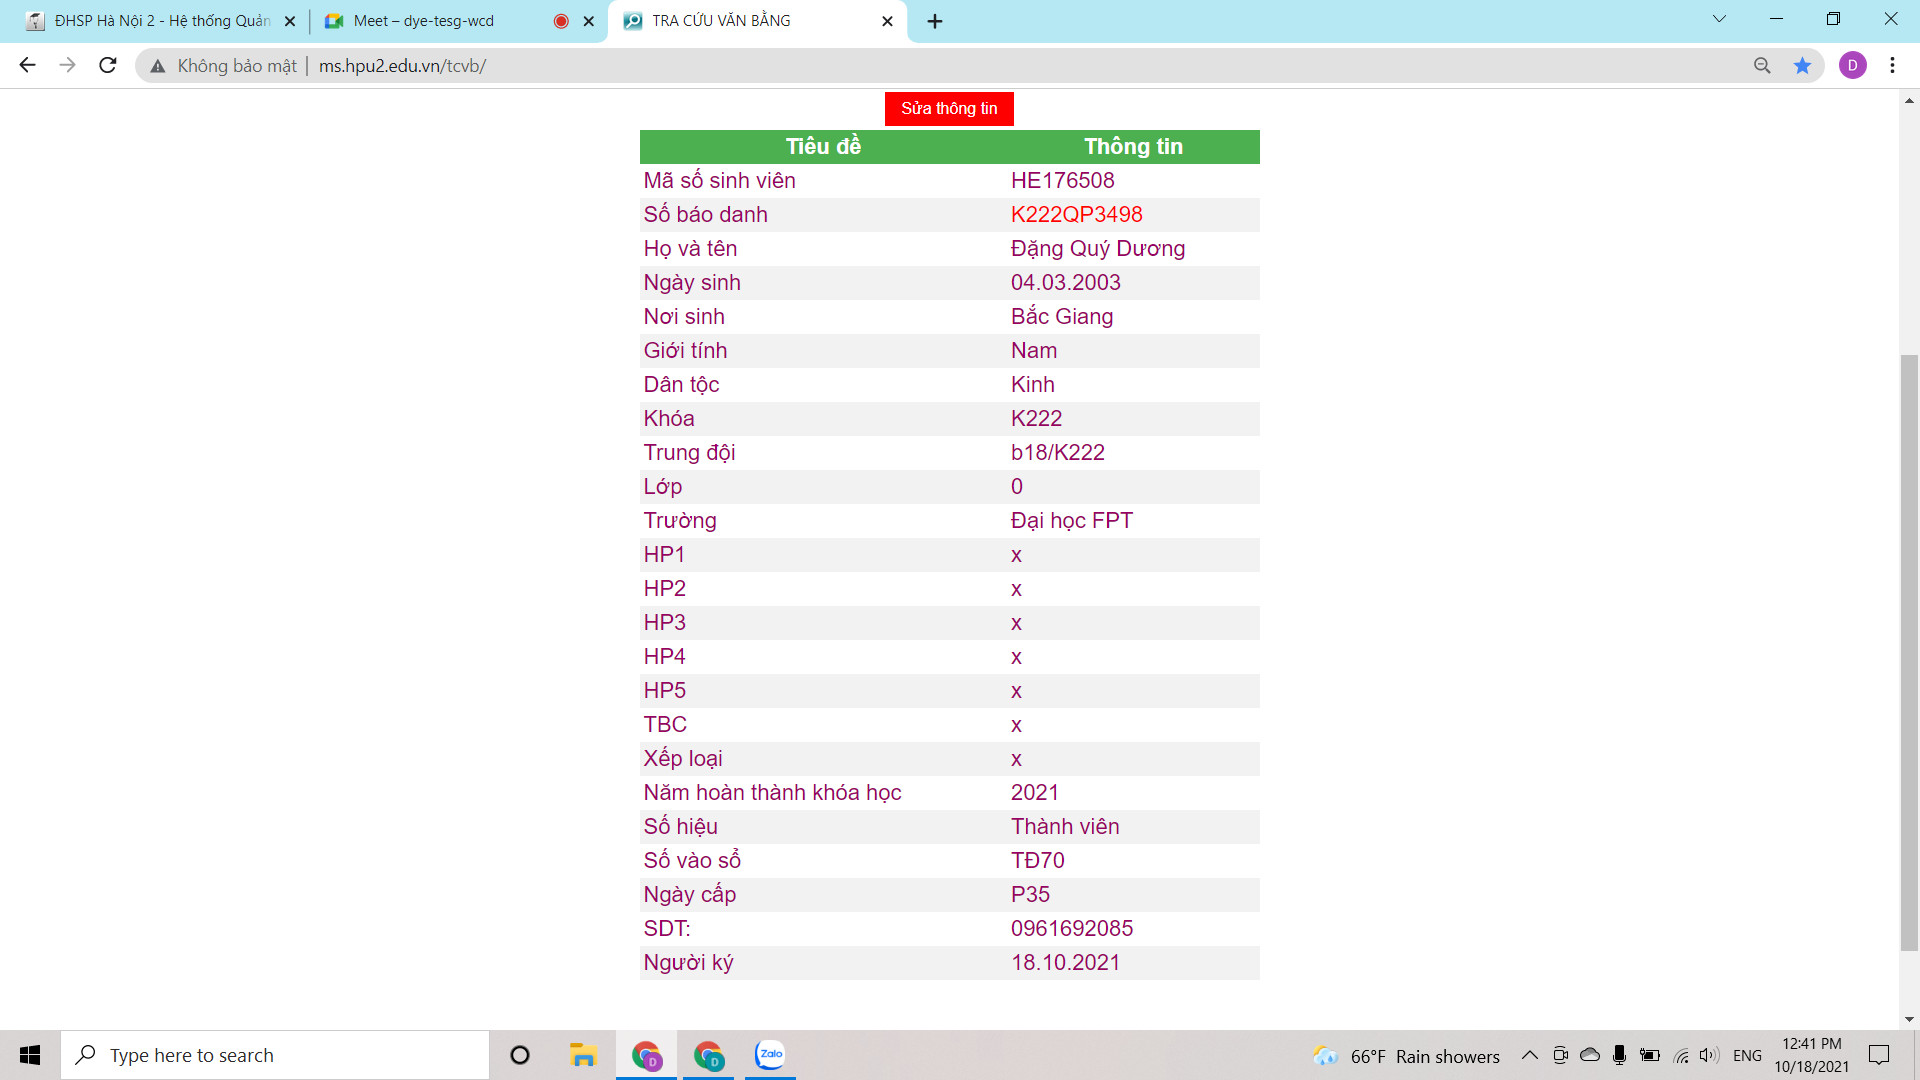 ĐHSP Hà Nội 2 - Hệ thống Quản
Meet – dye-tesg-wcd
TRA CỨU VĂN BẰNG
Không bảo mật | ms.hpu2.edu.vn/tcvb/
D
Sửa thông tin
Tiêu đề Thông tin
Mã số sinh viên HE176508
Số báo danh K222QP3498
Họ và tên Đặng Quý Dương
Ngày sinh 04.03.2003
Nơi sinh Bắc Giang
Giới tính Nam
Dân tộc Kinh
Khóa K222
Trung đội b18/K222
Lớp 0
Trường Đại học FPT
HP1 x
HP2 x
HP3 x
HP4 x
HP5 x
TBC x
Xếp loại x
Năm hoàn thành khóa học 2021
Số hiệu Thành viên
Số vào sổ TĐ70
Ngày cấp P35
SDT: 0961692085
Người ký 18.10.2021
Type here to search
D
D
Zalo
66°F Rain showers
ENG
12:41 PM
10/18/2021